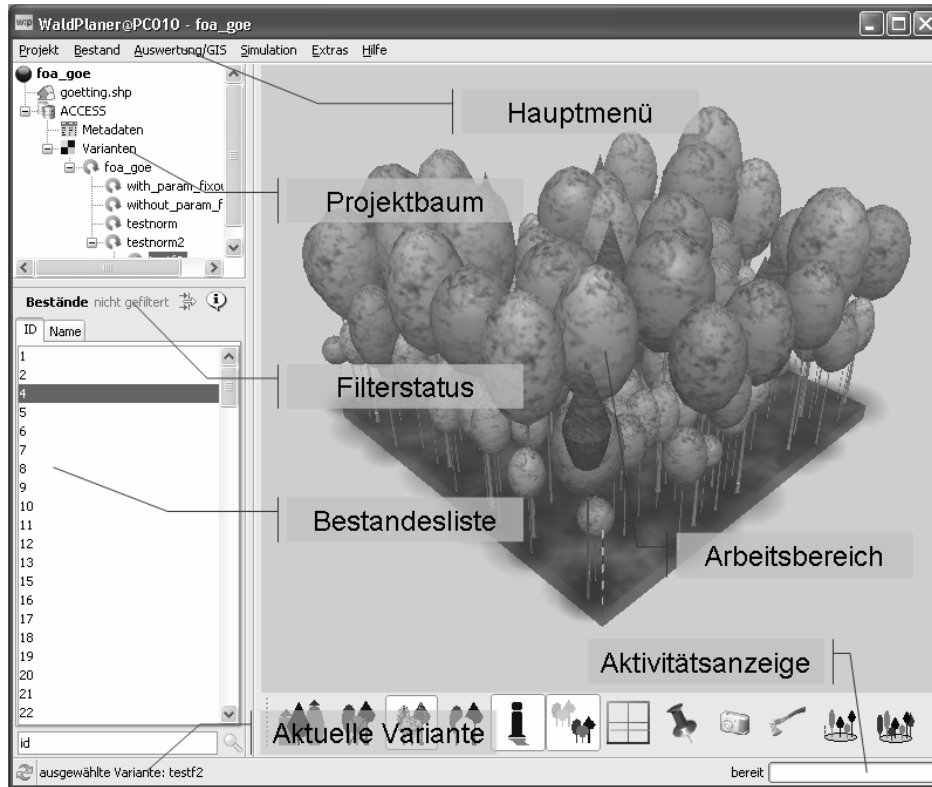 w:p WaldPlaner@PC010 - foa_goe
Projekt Bestand Auswertung/GIS Simulation Extras Hilfe
foa_goe
goetting.shp
ACCESS
Metadaten
Varianten
foa_goe
with_param_fixou
without_param_f
testnorm
testnorm2
Hauptmenü
Projektbaum
Bestände nicht gefiltert
ID Name
1
2
4
5
6
7
8
9
10
11
12
13
15
16
17
18
19
20
21
22
Filterstatus
Bestandesliste
Arbeitsbereich
Aktivitätsanzeige
Aktuelle Variante
id
ausgewählte Variante: testf2
bereit